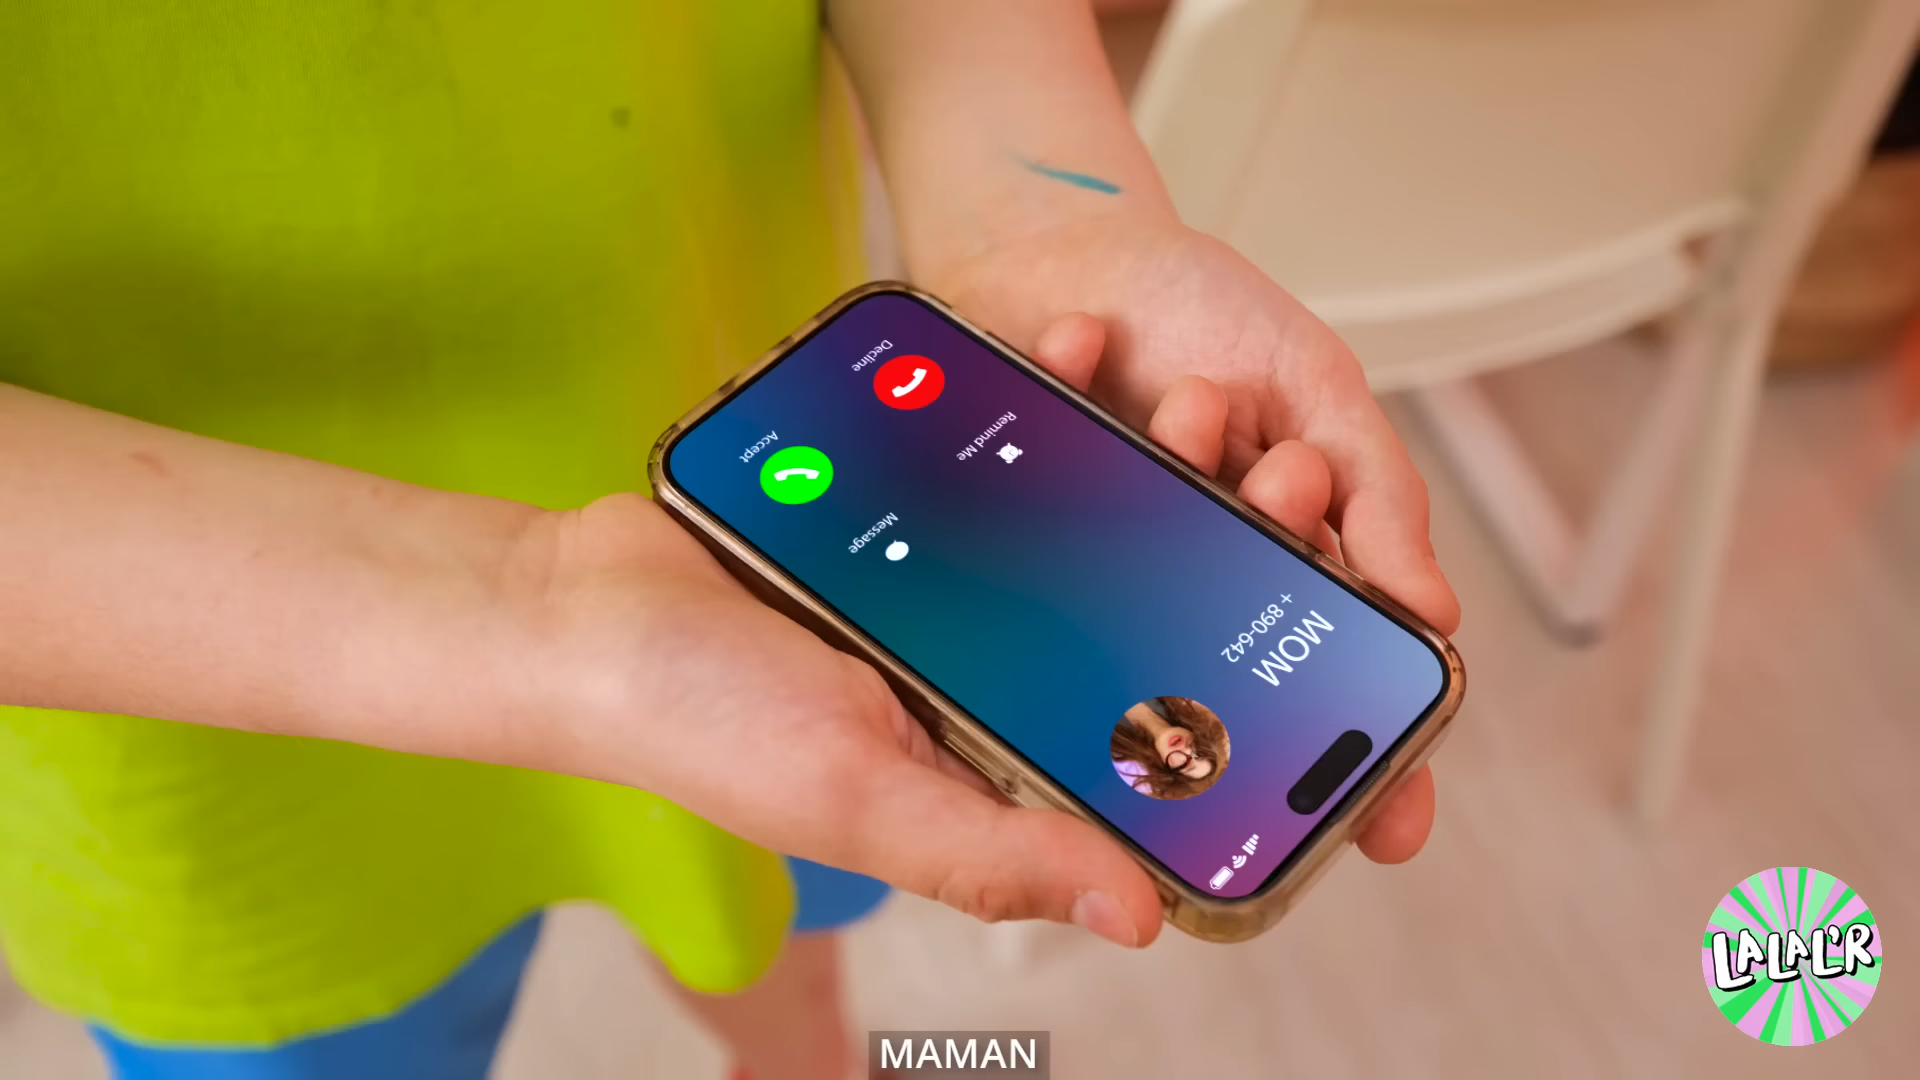 MOM
+ 890-642
Message
Remind Me
Accept
Decline
LALAL'R
MAMAN